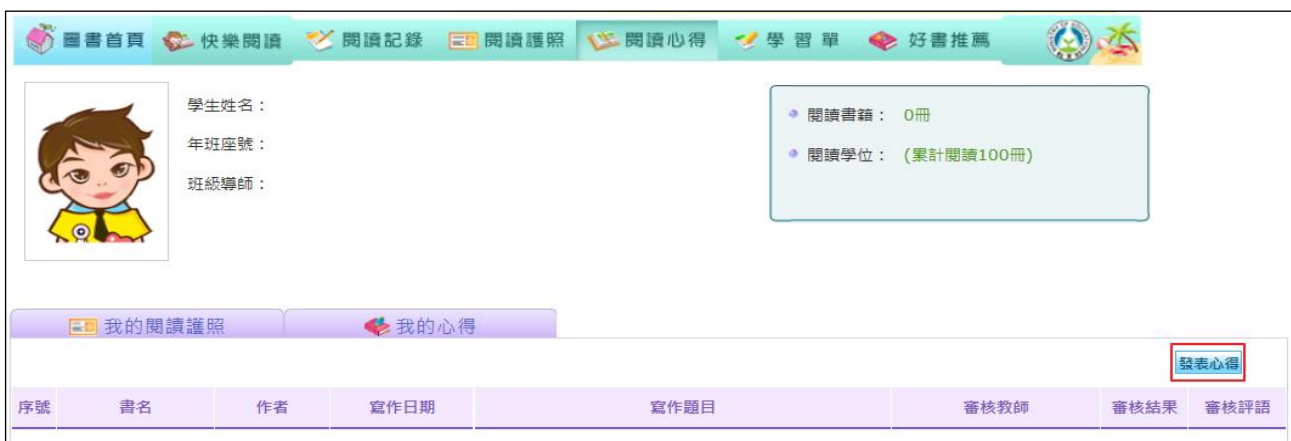 圖書首頁 快樂閱讀 閱讀記錄 閱讀護照 閱讀心得 學習單 好書推薦
學生姓名：
年班座號：
班級導師：
閱讀書籍： 0冊
閱讀學位： (累計閱讀100冊)
我的閱讀護照 我的心得
發表心得
序號 書名 作者 寫作日期 寫作題目 審核教師 審核結果 審核評語